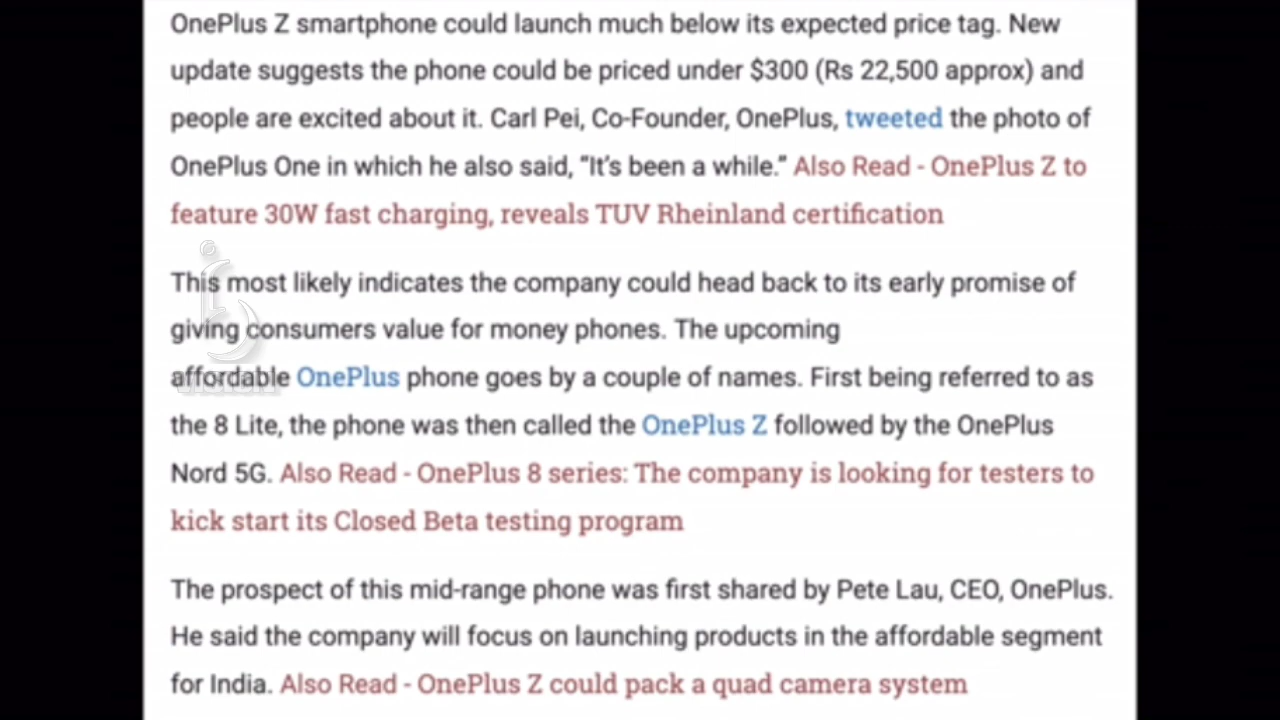 OnePlus Z smartphone could launch much below its expected price tag. New
update suggests the phone could be priced under $300 (Rs 22,500 approx) and
people are excited about it. Carl Pei, Co-Founder, OnePlus, tweeted the photo of
OnePlus One in which he also said, “It’s been a while.” Also Read - OnePlus Z to
feature 30W fast charging, reveals TUV Rheinland certification
This most likely indicates the company could head back to its early promise of
giving consumers value for money phones. The upcoming
affordable OnePlus phone goes by a couple of names. First being referred to as
the 8 Lite, the phone was then called the OnePlus Z followed by the OnePlus
Nord 5G. Also Read - OnePlus 8 series: The company is looking for testers to
kick start its Closed Beta testing program
The prospect of this mid-range phone was first shared by Pete Lau, CEO, OnePlus.
He said the company will focus on launching products in the affordable segment
for India. Also Read - OnePlus Z could pack a quad camera system